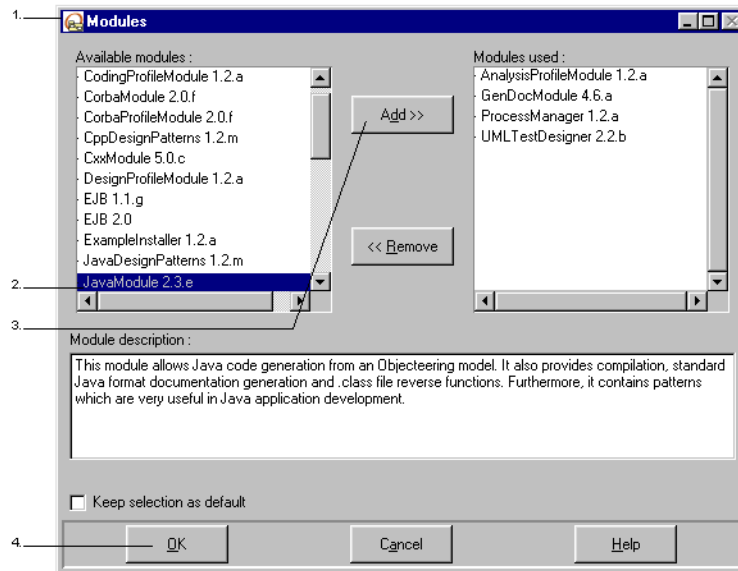 1.
Modules
Available modules :
CodingProfileModule 1.2.a
CorbaModule 2.0.f
CorbaProfileModule 2.0.f
CppDesignPatterns 1.2.m
CxxModule 5.0.c
DesignProfileModule 1.2.a
EJB 1.1.g
EJB 2.0
ExampleInstaller 1.2.a
JavaDesignPatterns 1.2.m
2.
JavaModule 2.3.e
Add >>
<< Remove
Modules used :
AnalysisProfileModule 1.2.a
GenDocModule 4.6.a
ProcessManager 1.2.a
UMLTestDesigner 2.2.b
3.
Module description :
This module allows Java code generation from an Objecteering model. It also provides compilation, standard
Java format documentation generation and .class file reverse functions. Furthermore, it contains patterns
which are very useful in Java application development.
Keep selection as default
4.
OK
Cancel
Help